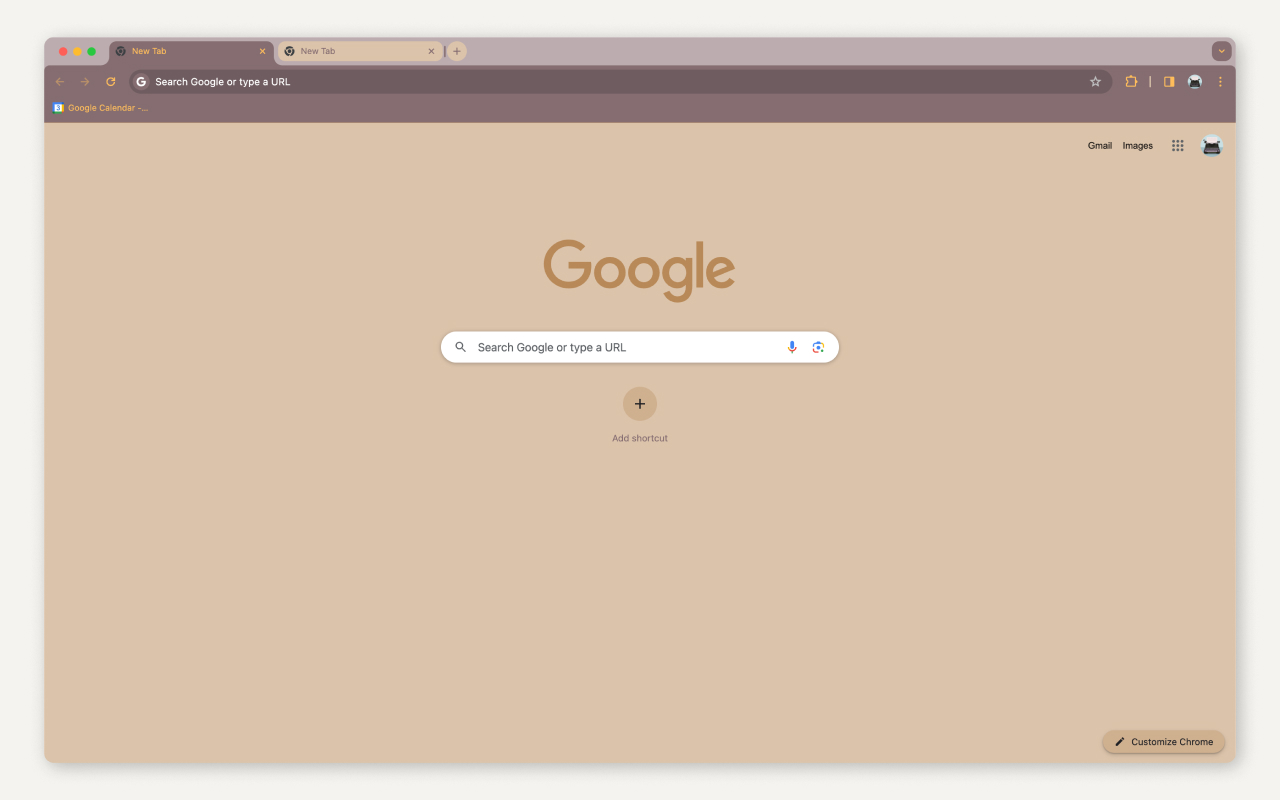 New Tab
New Tab
Search Google or type a URL
Google Calendar -...
Gmail Images
Google
Search Google or type a URL
Add shortcut
Customize Chrome